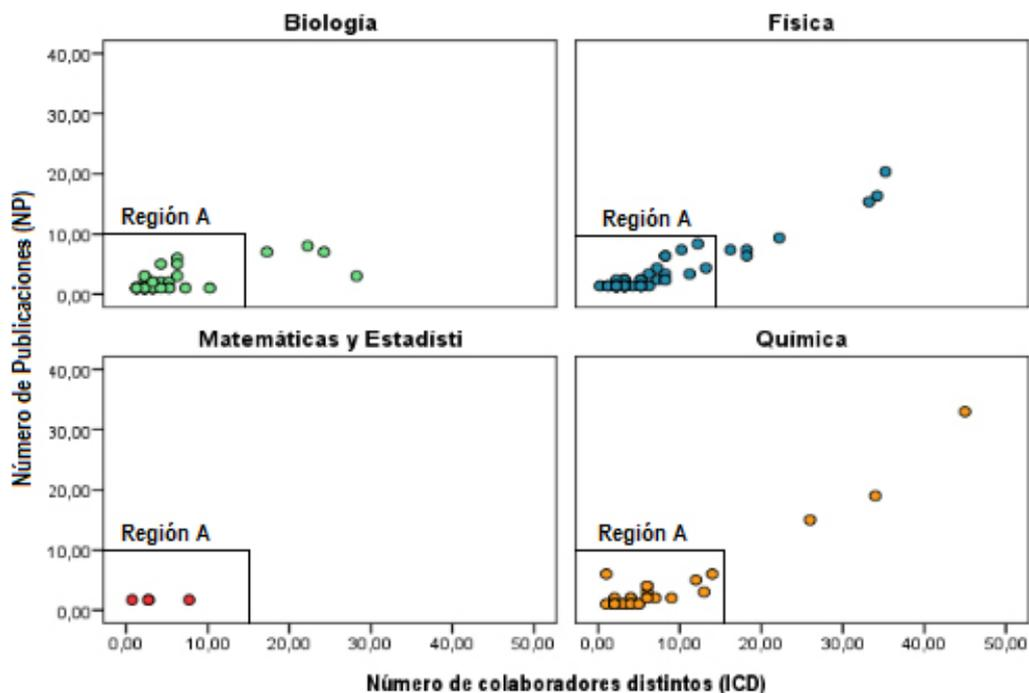 Biología
Física
40,00
30,00
20,00
10,00
0,00
Región A
Región A
Matemáticas y Estadísti
Química
40,00
30,00
20,00
10,00
0,00
Región A
Región A
0,00 10,00 20,00 30,00 40,00 50,00
0,00 10,00 20,00 30,00 40,00 50,00
Número de Publicaciones (NP)
Número de colaboradores distintos (ICD)